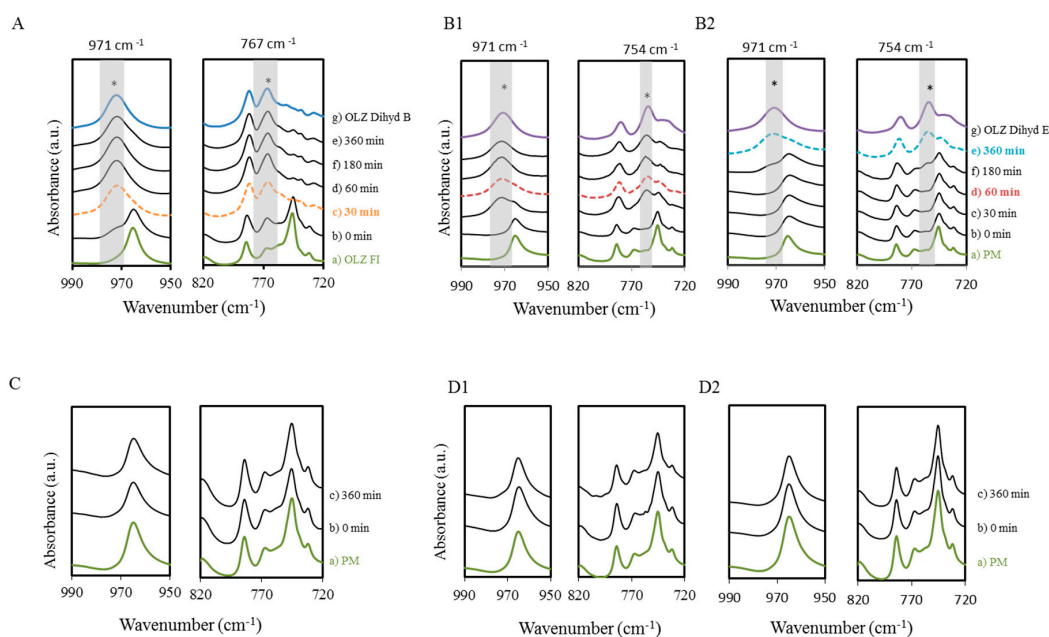 A
B1
B2
971 cm -1
767 cm -1
971 cm -1
754 cm -1
971 cm -1
754 cm -1
*
*
*
*
*
*
g) OLZ Dihyd B
e) 360 min
f) 180 min
d) 60 min
c) 30 min
b) 0 min
a) OLZ FI
g) OLZ Dihyd E
e) 360 min
f) 180 min
d) 60 min
c) 30 min
b) 0 min
a) PM
Absorbance (a.u.)
Absorbance (a.u.)
Absorbance (a.u.)
990 970 950
820 770 720
990 970 950
820 770 720
990 970 950
820 770 720
Wavenumber (cm-1)
Wavenumber (cm-1)
Wavenumber (cm-1)
C
D1
D2
Absorbance (a.u.)
Absorbance (a.u.)
Absorbance (a.u.)
c) 360 min
b) 0 min
a) PM
c) 360 min
b) 0 min
a) PM
990 970 950
820 770 720
990 970 950
820 770 720
990 970 950
820 770 720
Wavenumber (cm-1)
Wavenumber (cm-1)
Wavenumber (cm-1)